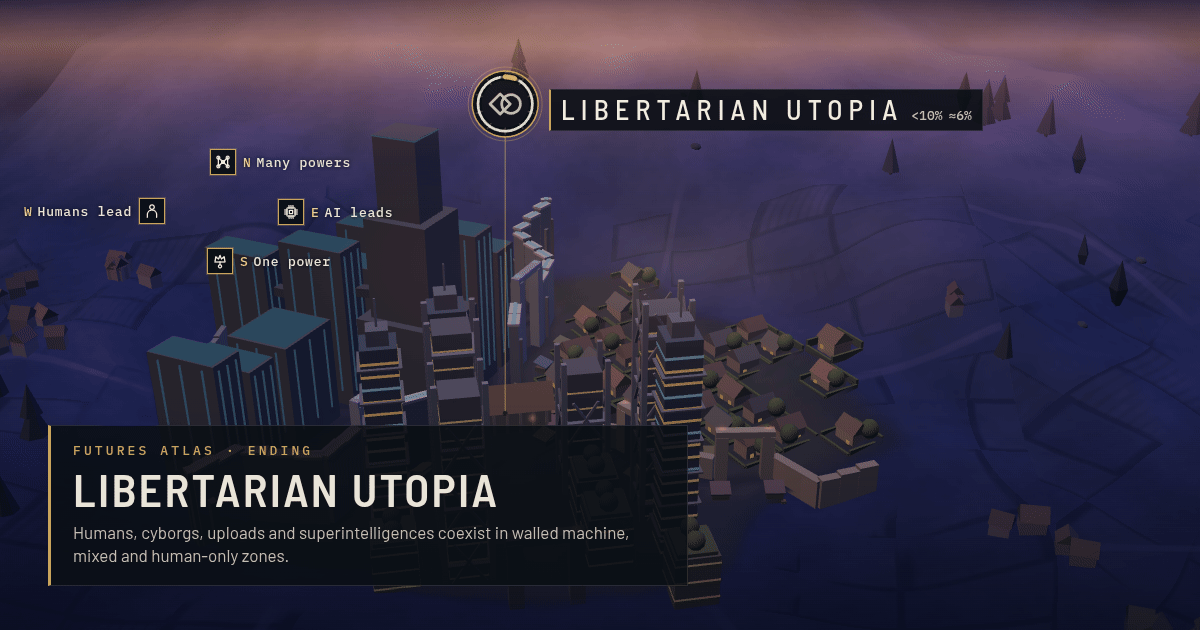 LIBERTARIAN UTOPIA <10% ≈6%
N Many powers
W Humans lead
E AI leads
S One power
FUTURES ATLAS · ENDING
LIBERTARIAN UTOPIA
Humans, cyborgs, uploads and superintelligences coexist in walled machine,
mixed and human-only zones.